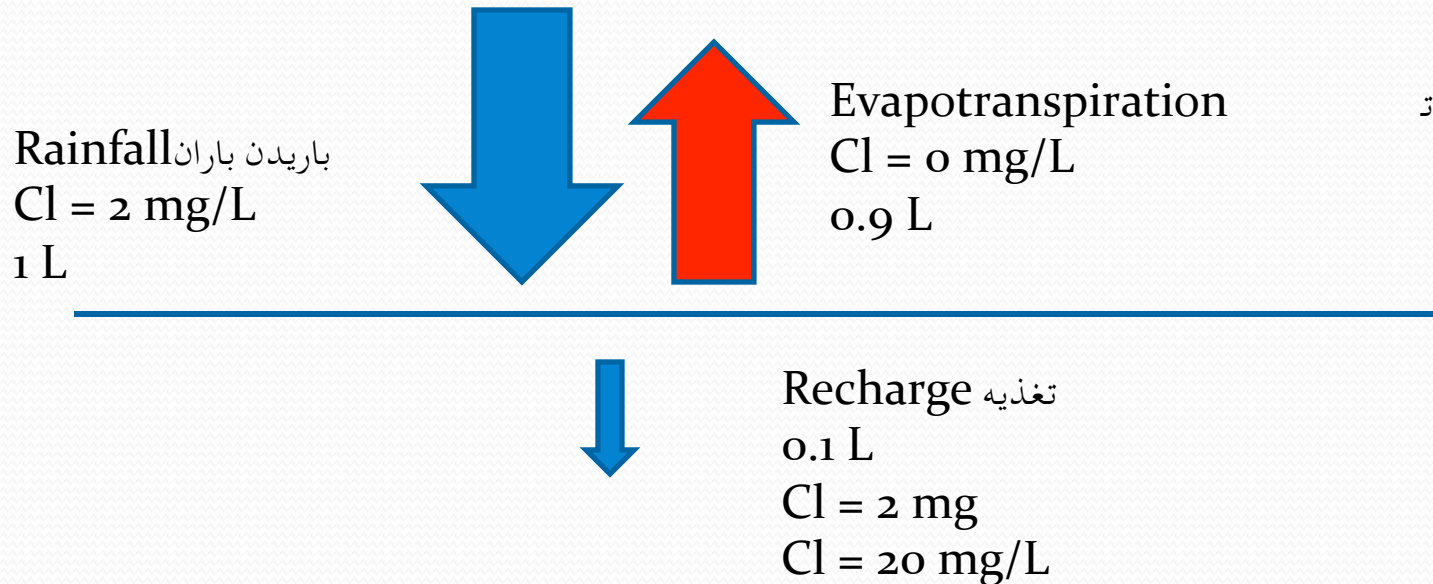 Rainfall باریدن باران
Cl = 2 mg/L
1 L
Evapotranspiration
Cl = 0 mg/L
0.9 L
Recharge تغذیه
0.1 L
Cl = 2 mg
Cl = 20 mg/L